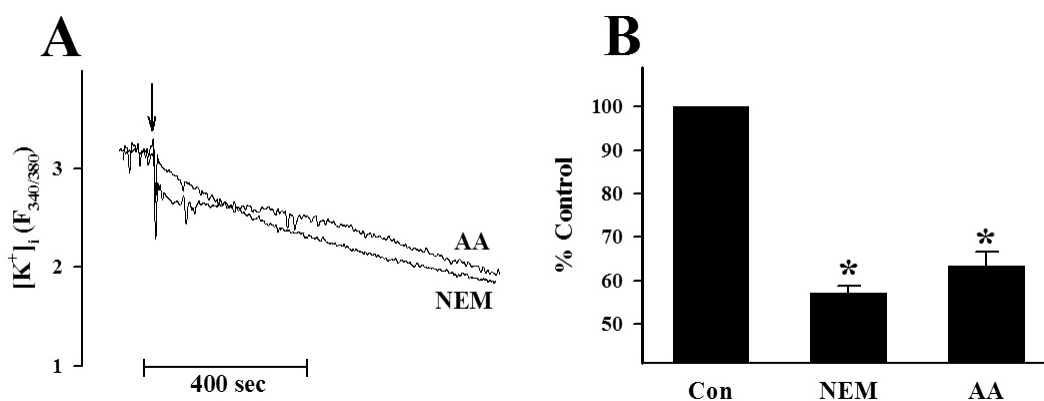 A
[K+]i (F340/380)
3
2
1
AA
NEM
400 sec
B
% Control
100
90
80
70
60
50
*
*
Con NEM AA